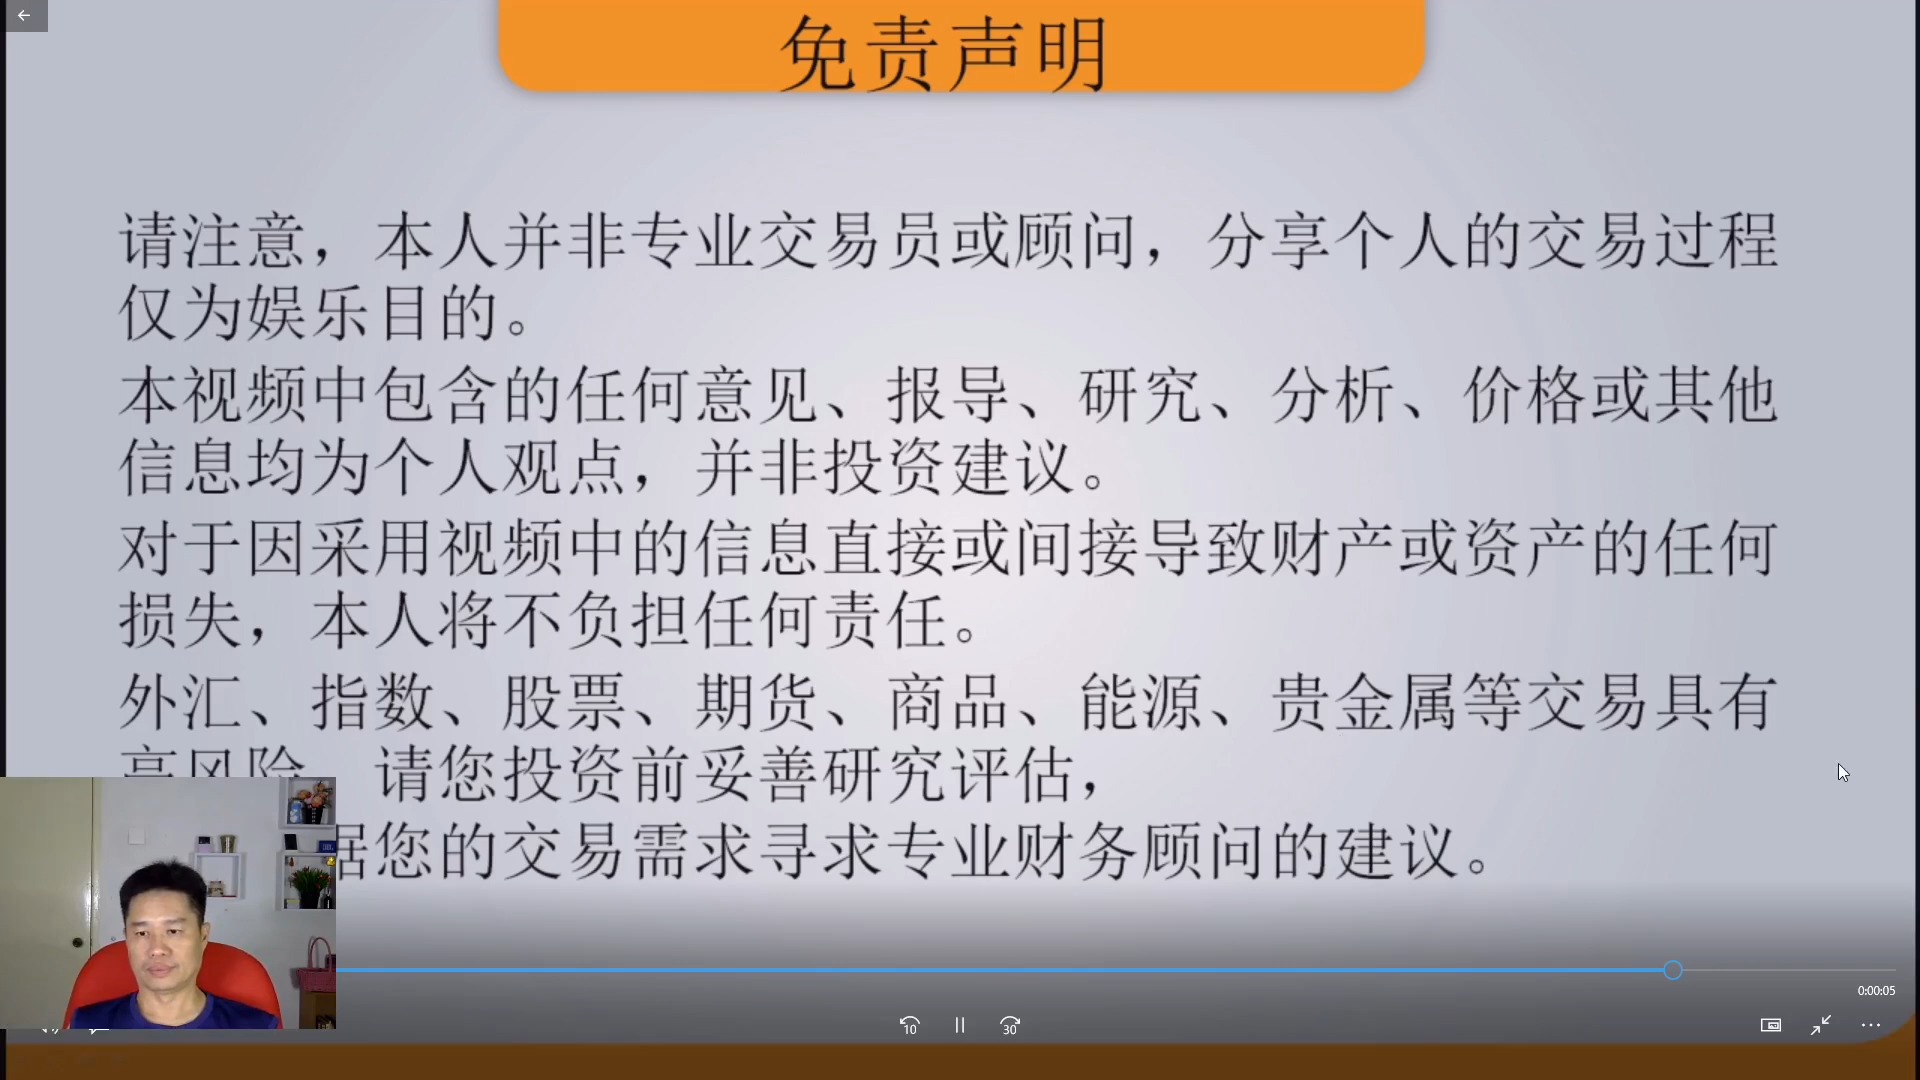 免责声明
请注意，本人并非专业交易员或顾问，分享个人的交易过程
仅为娱乐目的。
本视频中包含的任何意见、报导、研究、分析、价格或其他
信息均为个人观点，并非投资建议。
对于因采用视频中的信息直接或间接导致财产或资产的任何
损失，本人将不负担任何责任。
外汇、指数、股票、期货、商品、能源、贵金属等交易具有
高风险 请您投资前妥善研究评估，
据您的交易需求寻求专业财务顾问的建议。
0:00:05
10
30